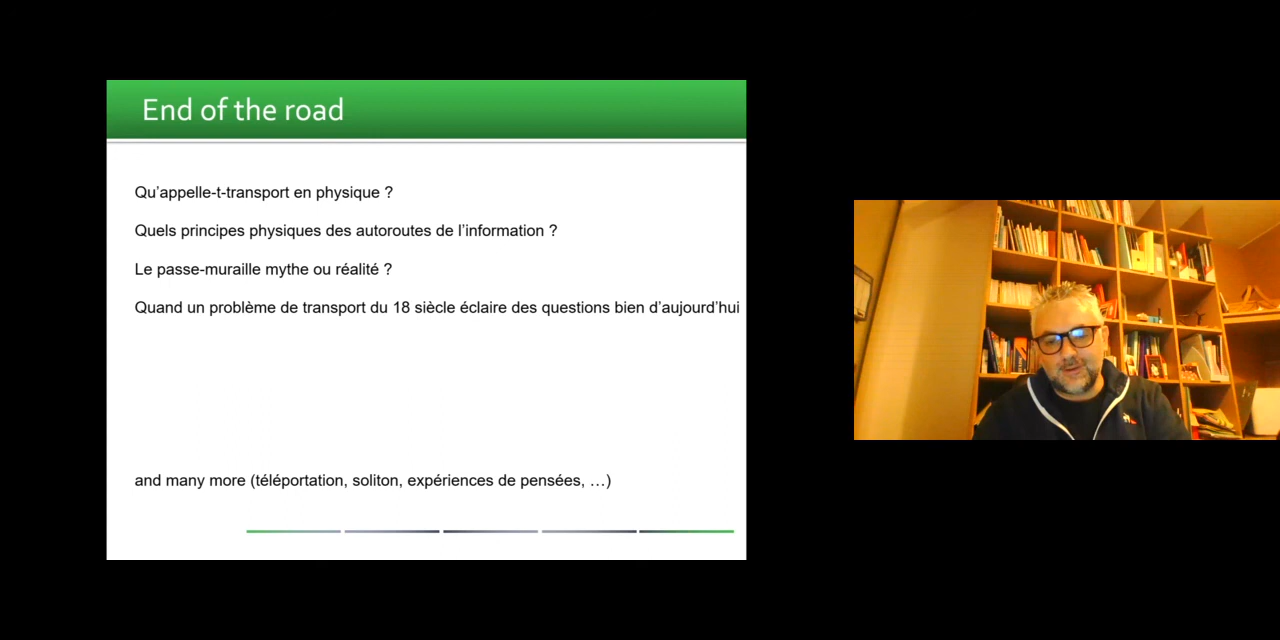 End of the road
Qu’appelle-t-transport en physique ?
Quels principes physiques des autoroutes de l’information ?
Le passe-muraille mythe ou réalité ?
Quand un problème de transport du 18 siècle éclaire des questions bien d’aujourd’hui
and many more (téléportation, soliton, expériences de pensées, …)